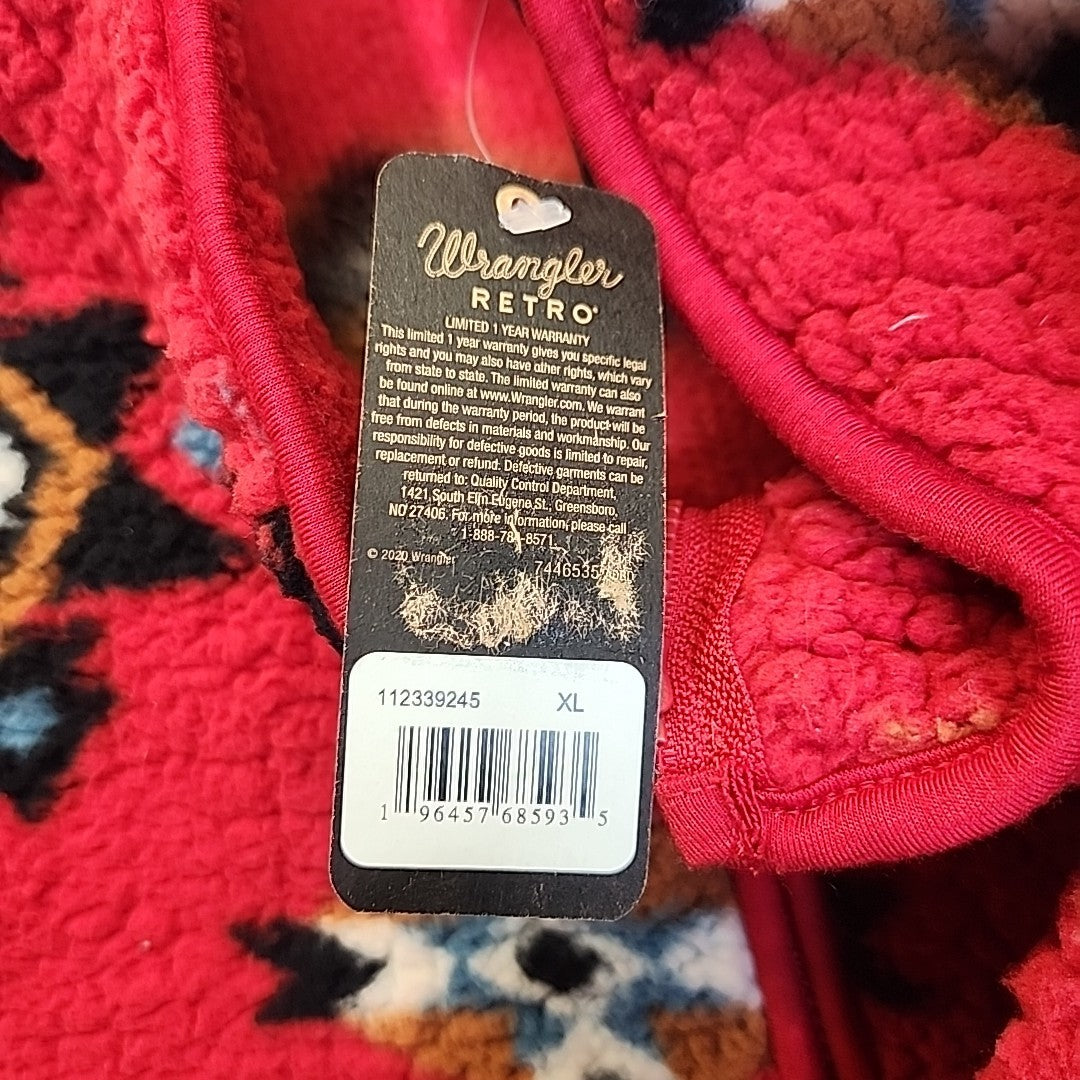 Wrangler
RETRO
LIMITED 1 YEAR WARRANTY
This limited 1 year warranty gives you specific legal
rights and you may also have other rights, which vary
from state to state. The limited warranty can also
be found online at www.Wrangler.com. We warrant
that during the warranty period, the product will be
free from defects in materials and workmanship. Our
responsibility for defective goods is limited to repair,
replacement or refund. Defective garments can be
returned to: Quality Control Department,
1421 South Elm Eugene St., Greensboro,
NC 27406. For more information, please call
© 2020 Wrangler
112339245 XL
1 96457 68593 5